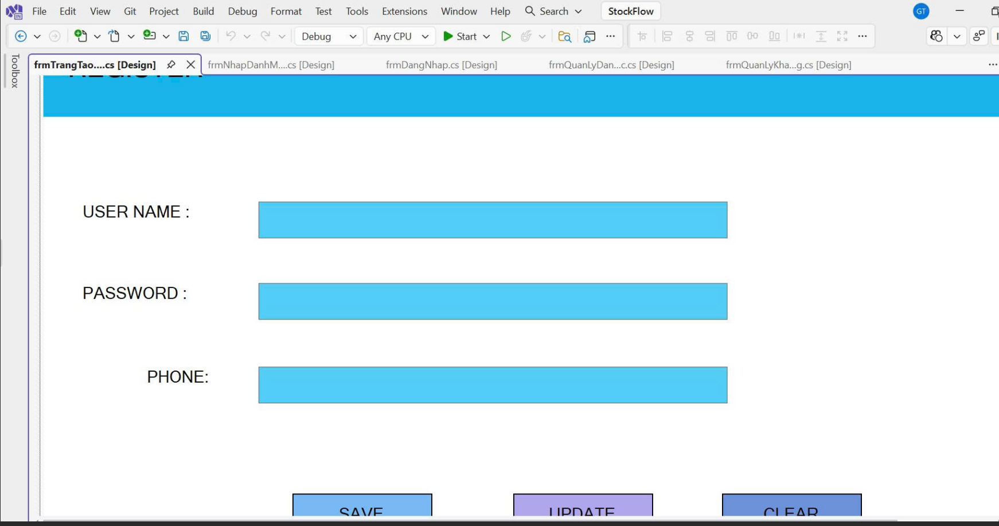 File Edit View Git Project Build Debug Format Test Tools Extensions Window Help Search StockFlow GT
Debug Any CPU Start
Toolbox
frmTrangTao....cs [Design] frmNhapDanhM....cs [Design] frmDangNhap.cs [Design] frmQuanLyDan...c.cs [Design] frmQuanLyKha...g.cs [Design]
REGISTER
USER NAME :
PASSWORD :
PHONE:
SAVE UPDATE CLEAR